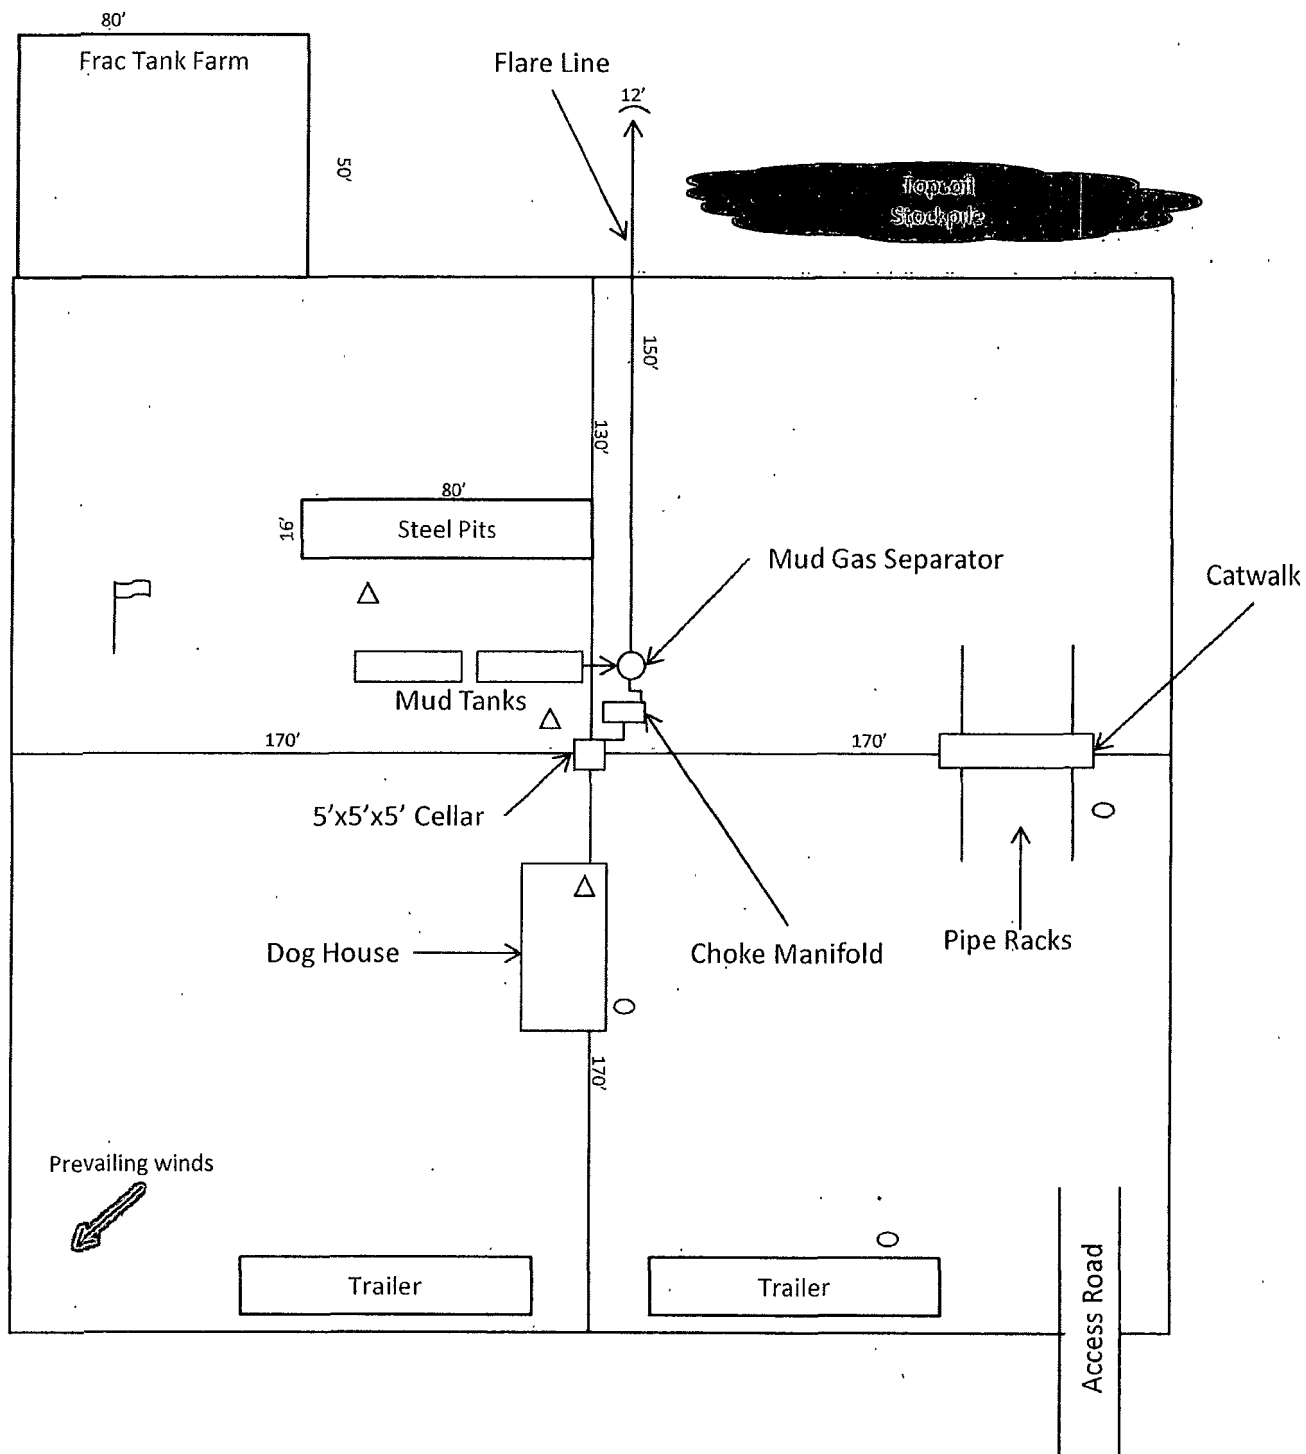 80’
Frac Tank Farm
Flare Line
12’
50’
Topsoil
Stockpile
150’
130’
80’
16’
Steel Pits
Mud Gas Separator
Catwalk
Mud Tanks
170’
170’
5’x5’x5’ Cellar
Dog House
Choke Manifold
Pipe Racks
170’
Prevailing winds
Trailer
Trailer
Access Road